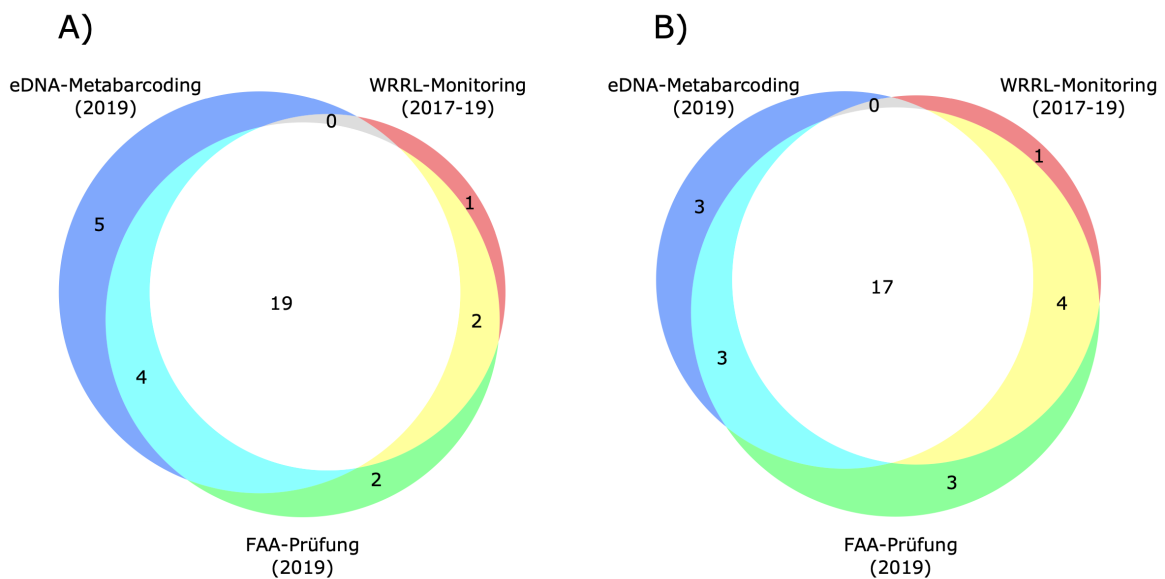 A)
eDNA-Metabarcoding
(2019)
WRRL-Monitoring
(2017-19)
0
1
5
19
2
4
2
FAA-Prüfung
(2019)
B)
eDNA-Metabarcoding
(2019)
WRRL-Monitoring
(2017-19)
0
1
3
17
4
3
3
FAA-Prüfung
(2019)